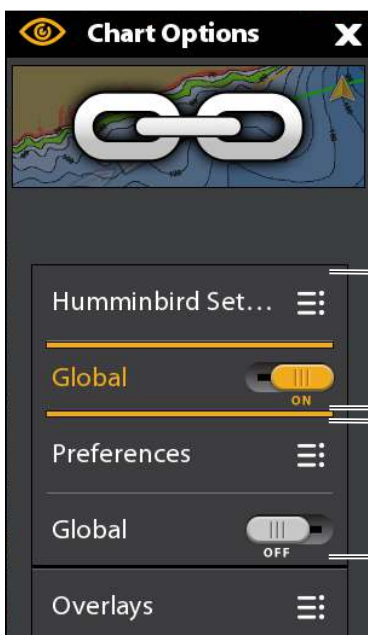 Chart Options X
Humminbird Set...
Global
ON
Preferences
Global
OFF
Overlays